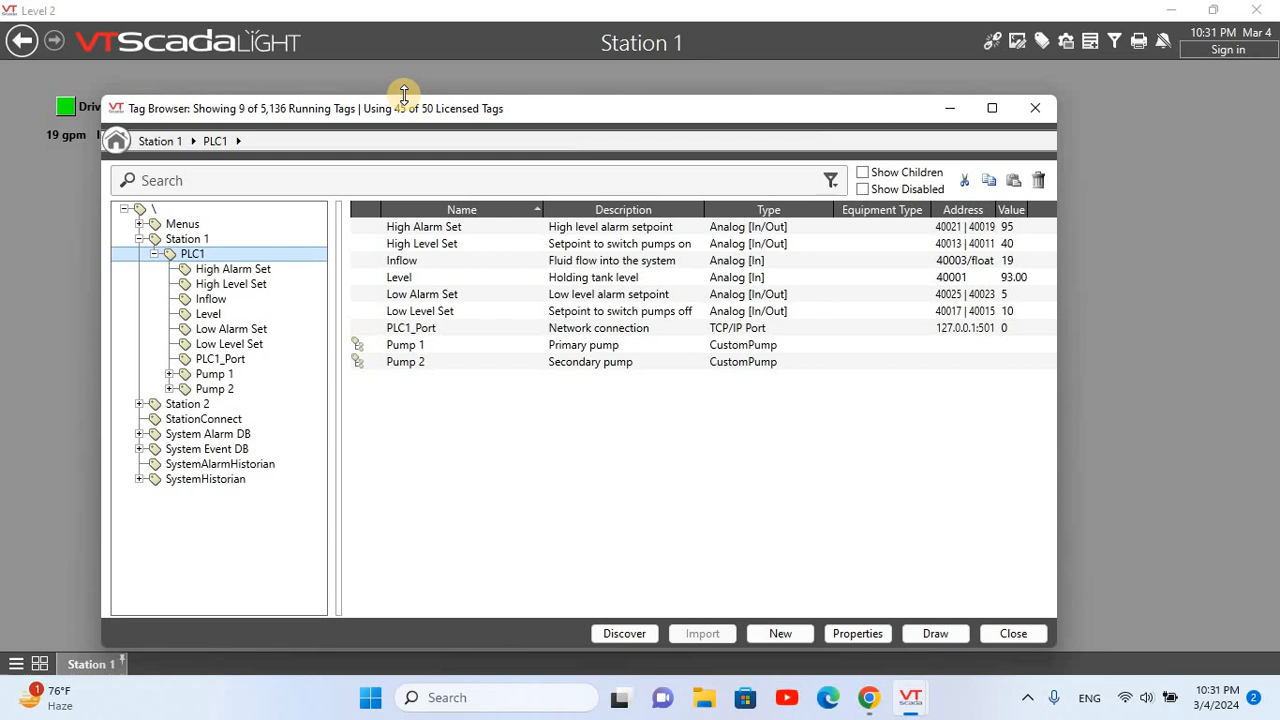 Level 2
VTScadaLIGHT
Station 1
10:31 PM Mar 4
Sign in
Driv
19 gpm
Tag Browser: Showing 9 of 5,136 Running Tags | Using 45 of 50 Licensed Tags
Station 1 PLC1
Search
Show Children
Show Disabled
\
Menus
Station 1
PLC1
High Alarm Set
High Level Set
Inflow
Level
Low Alarm Set
Low Level Set
PLC1_Port
Pump 1
Pump 2
Station 2
StationConnect
System Alarm DB
System Event DB
SystemAlarmHistorian
SystemHistorian
Name Description Type Equipment Type Address Value
High Alarm Set High level alarm setpoint Analog [In/Out] 40021 | 40019 95
High Level Set Setpoint to switch pumps on Analog [In/Out] 40013 | 40011 40
Inflow Fluid flow into the system Analog [In] 40003/float 19
Level Holding tank level Analog [In] 40001 93.00
Low Alarm Set Low level alarm setpoint Analog [In/Out] 40025 | 40023 5
Low Level Set Setpoint to switch pumps off Analog [In/Out] 40017 | 40015 10
PLC1_Port Network connection TCP/IP Port 127.0.0.1:501 0
Pump 1 Primary pump CustomPump
Pump 2 Secondary pump CustomPump
Discover Import New Properties Draw Close
Station 1
1
76°F
Haze
Search
VT
SCADA
ENG
10:31 PM
3/4/2024
2